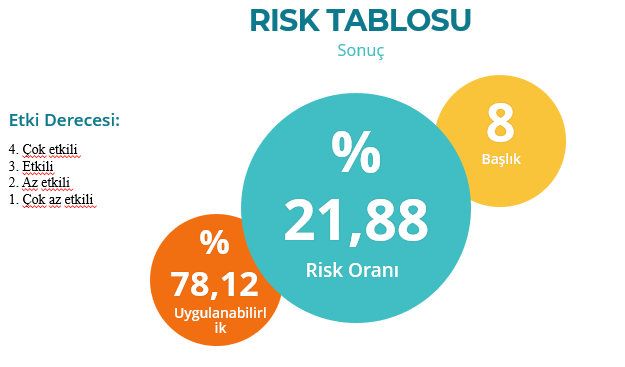 RISK TABLOSU
Sonuç
Etki Derecesi:
4. Çok etkili
3. Etkili
2. Az etkili
1. Çok az etkili
8
Başlık
%
21,88
Risk Oranı
%
78,12
Uygulanabilirl
ik